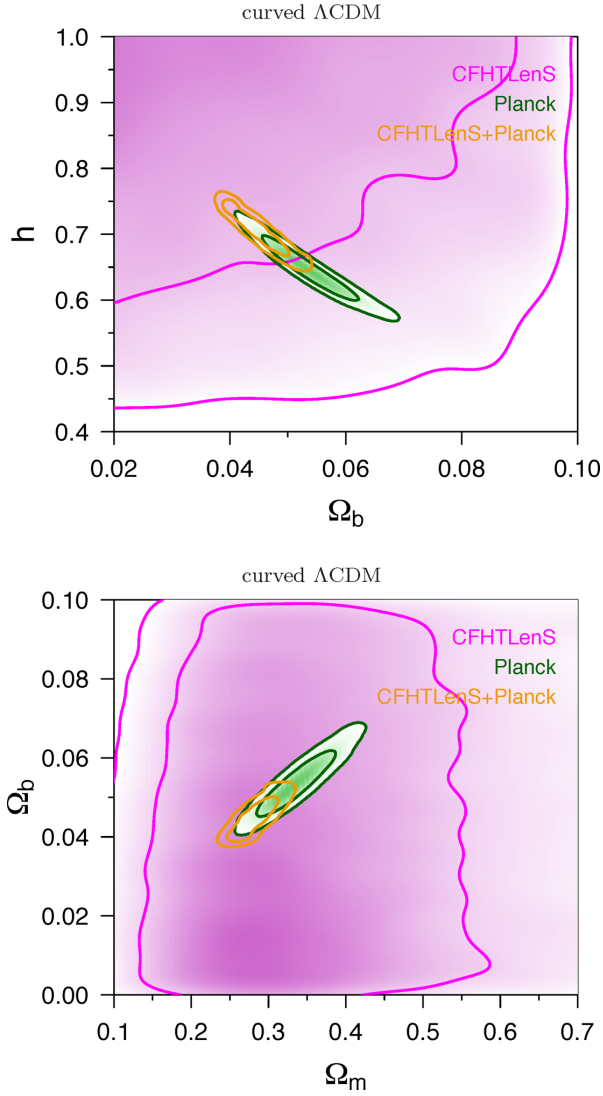 curved ΛCDM
1.0
CFHTLenS
0.9
Planck
CFHTLenS+Planck
0.8
h
0.7
0.6
0.5
0.4
0.02 0.04 0.06 0.08 0.10
Ωb
curved ΛCDM
0.10
CFHTLenS
Planck
0.08
CFHTLenS+Planck
0.06
Ωb
0.04
0.02
0.00
0.1 0.2 0.3 0.4 0.5 0.6 0.7
Ωm